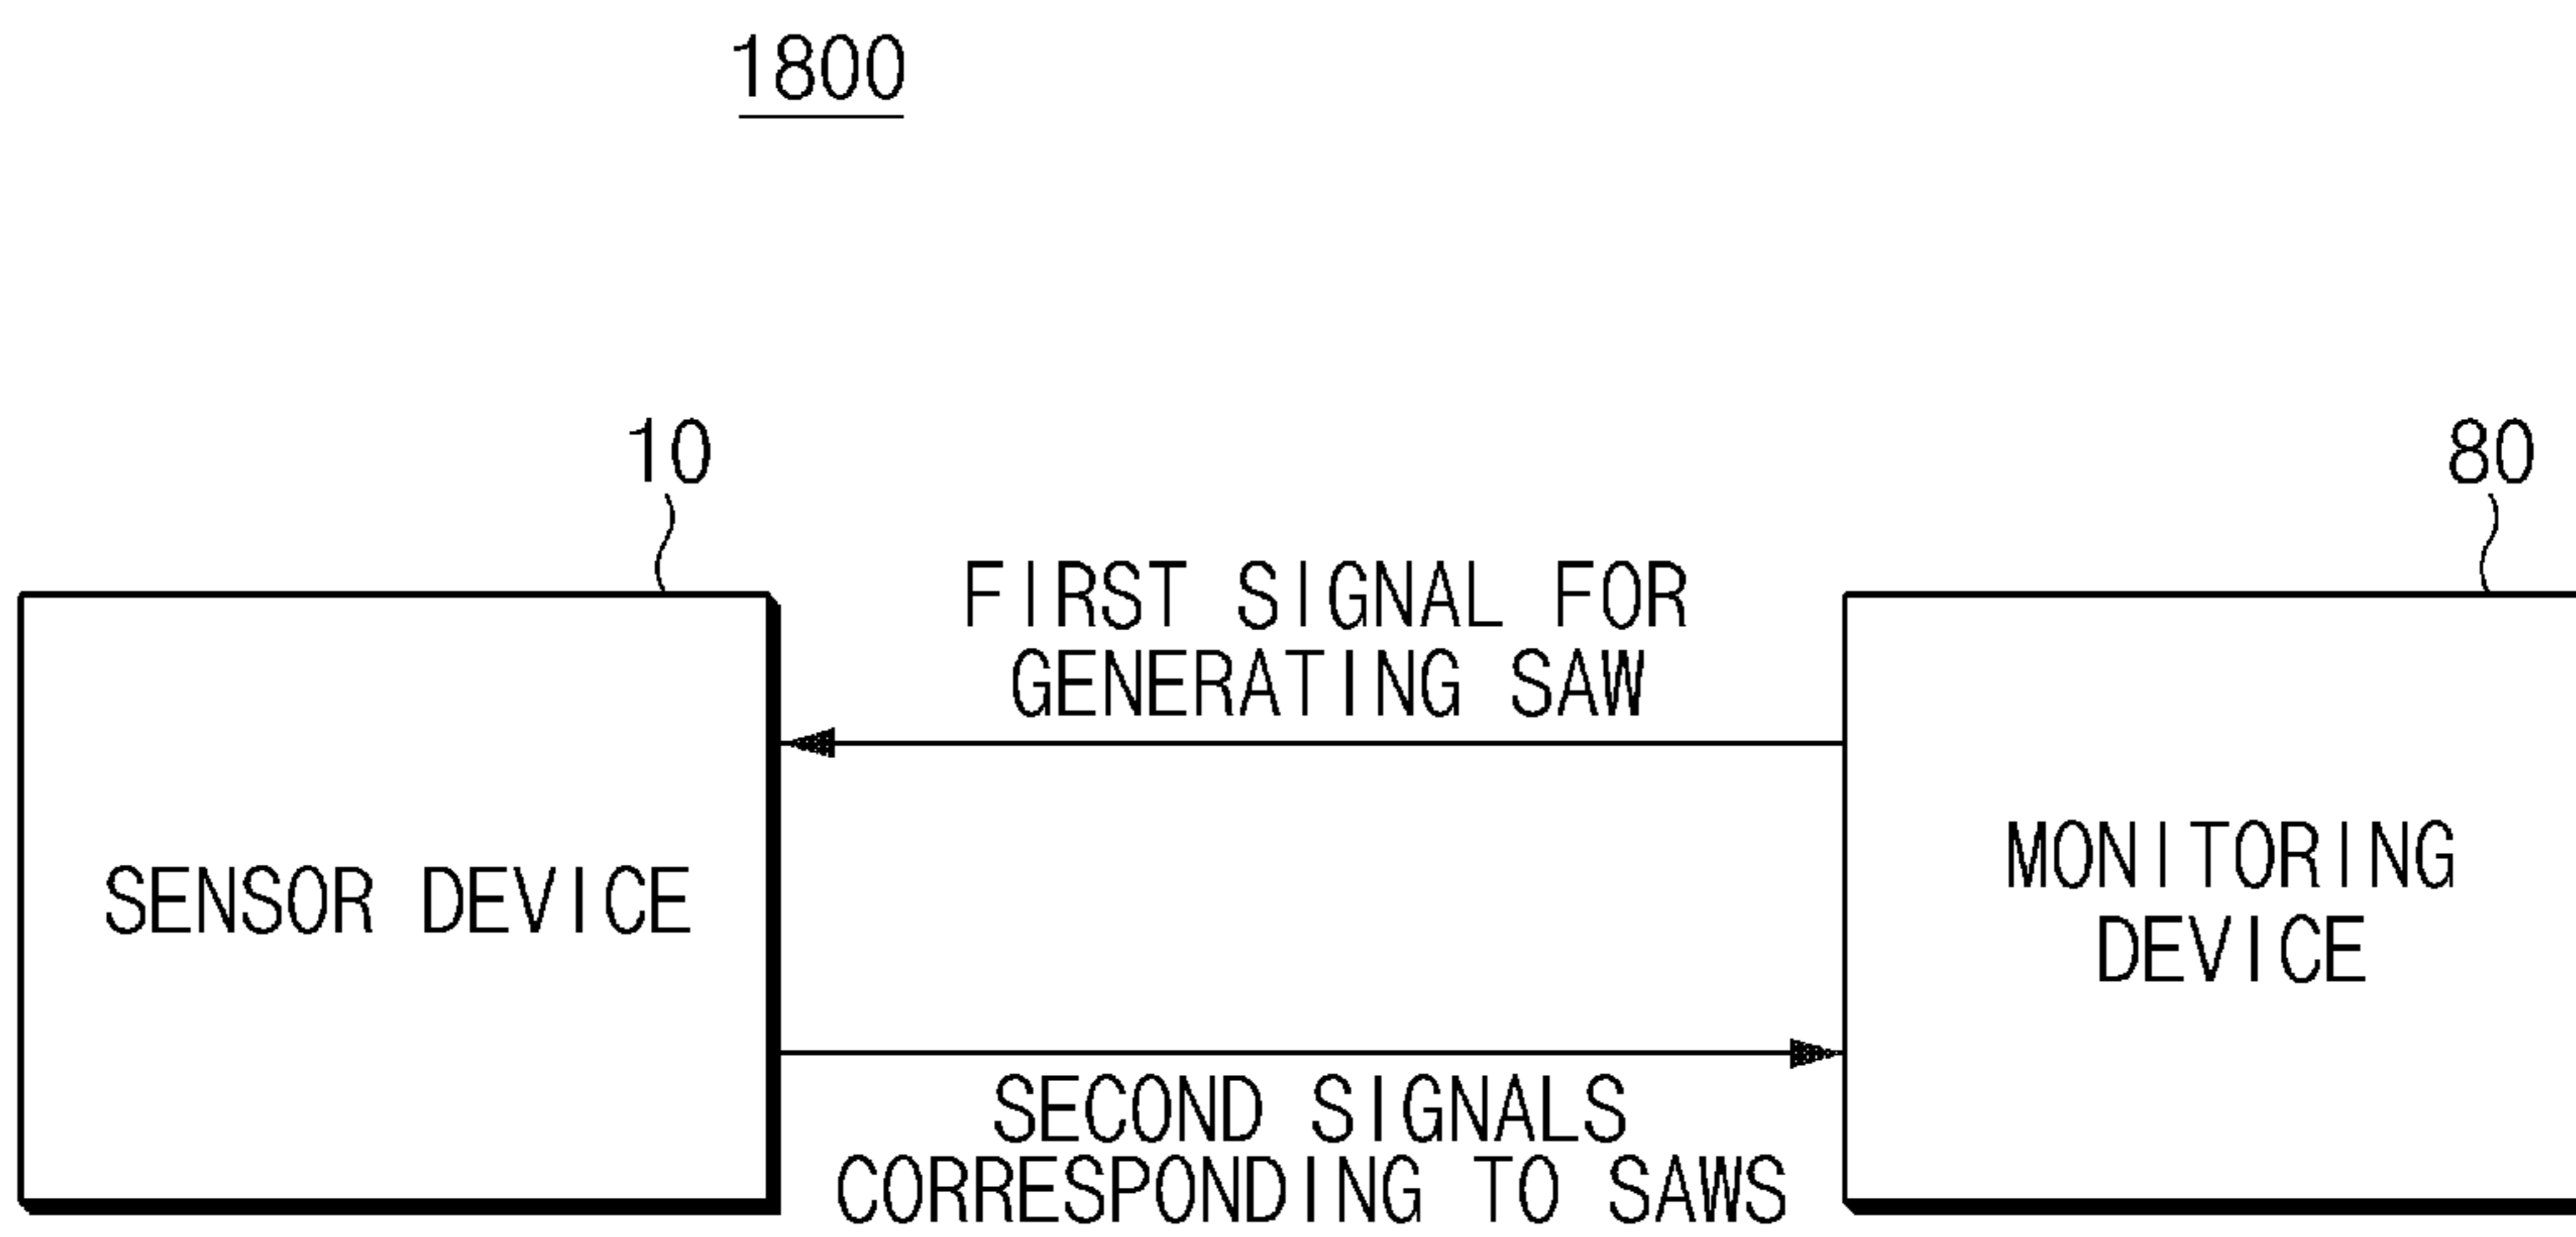 1800
10
80
FIRST SIGNAL FOR
GENERATING SAW
SENSOR DEVICE
MONITORING
DEVICE
SECOND SIGNALS
CORRESPONDING TO SAWS